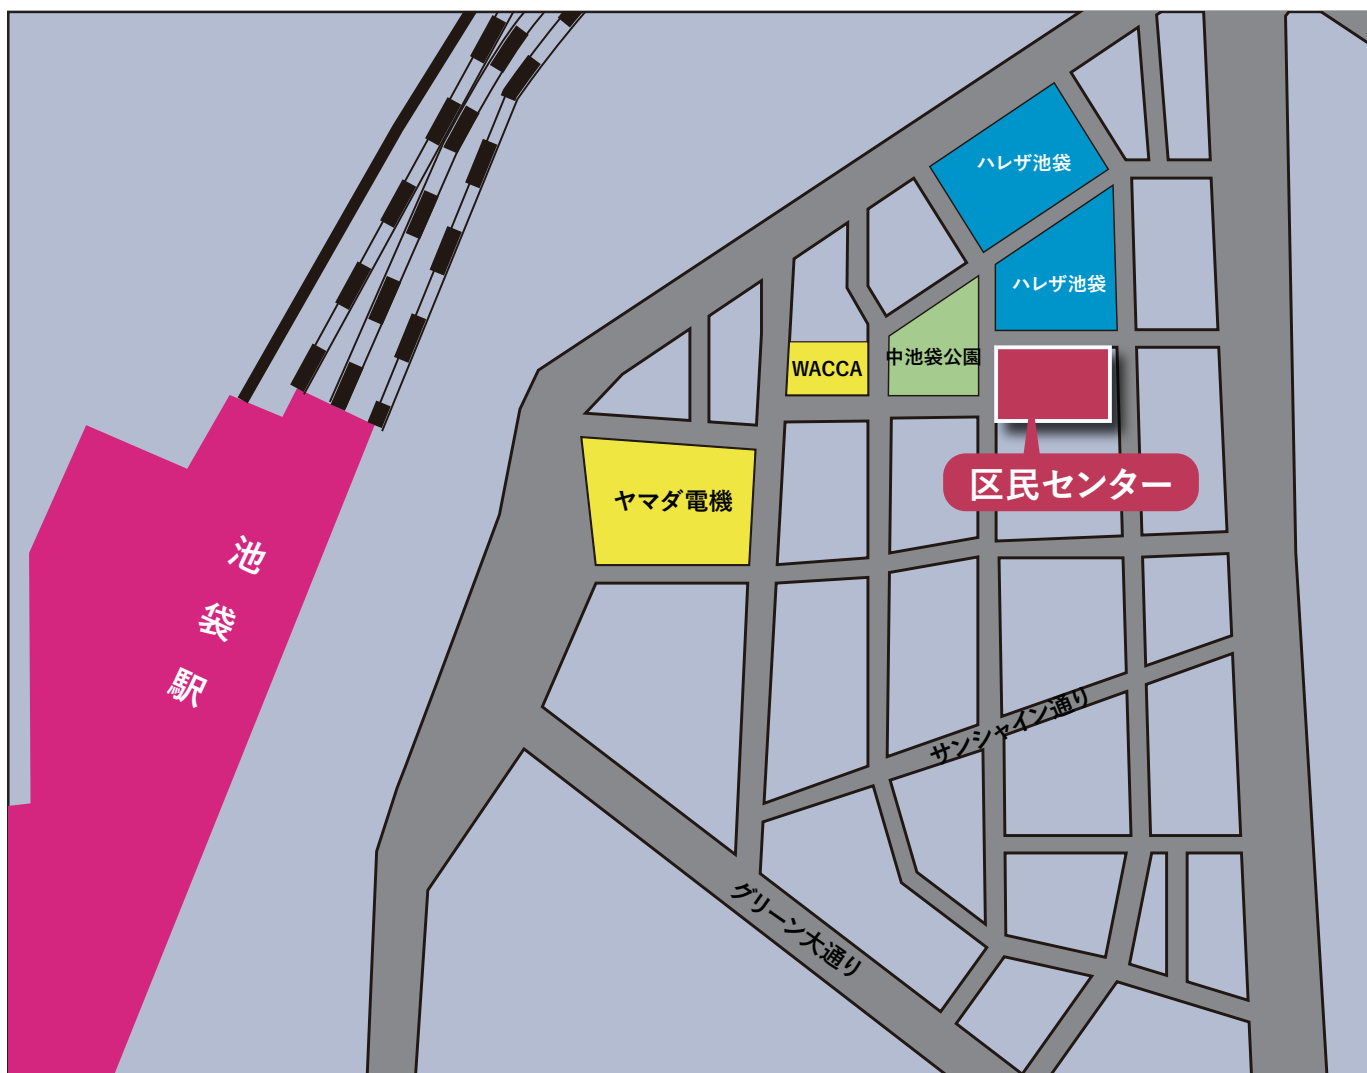 ハレザ池袋
ハレザ池袋
中池袋公園
WACCA
区民センター
ヤマダ電機
池袋駅
サンシャイン通り
グリーン大通り